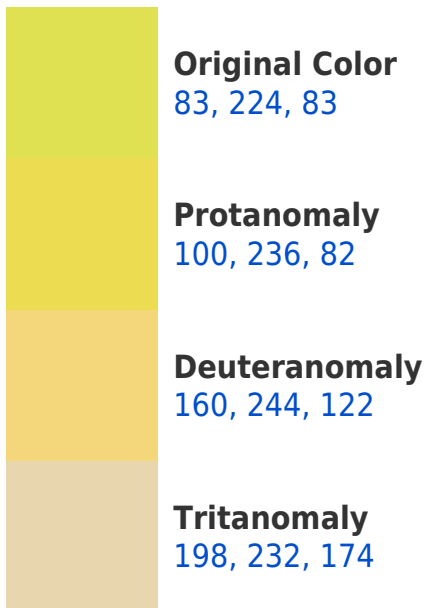 Original Color
83, 224, 83
Protanomaly
100, 236, 82
Deuteranomaly
160, 244, 122
Tritanomaly
198, 232, 174